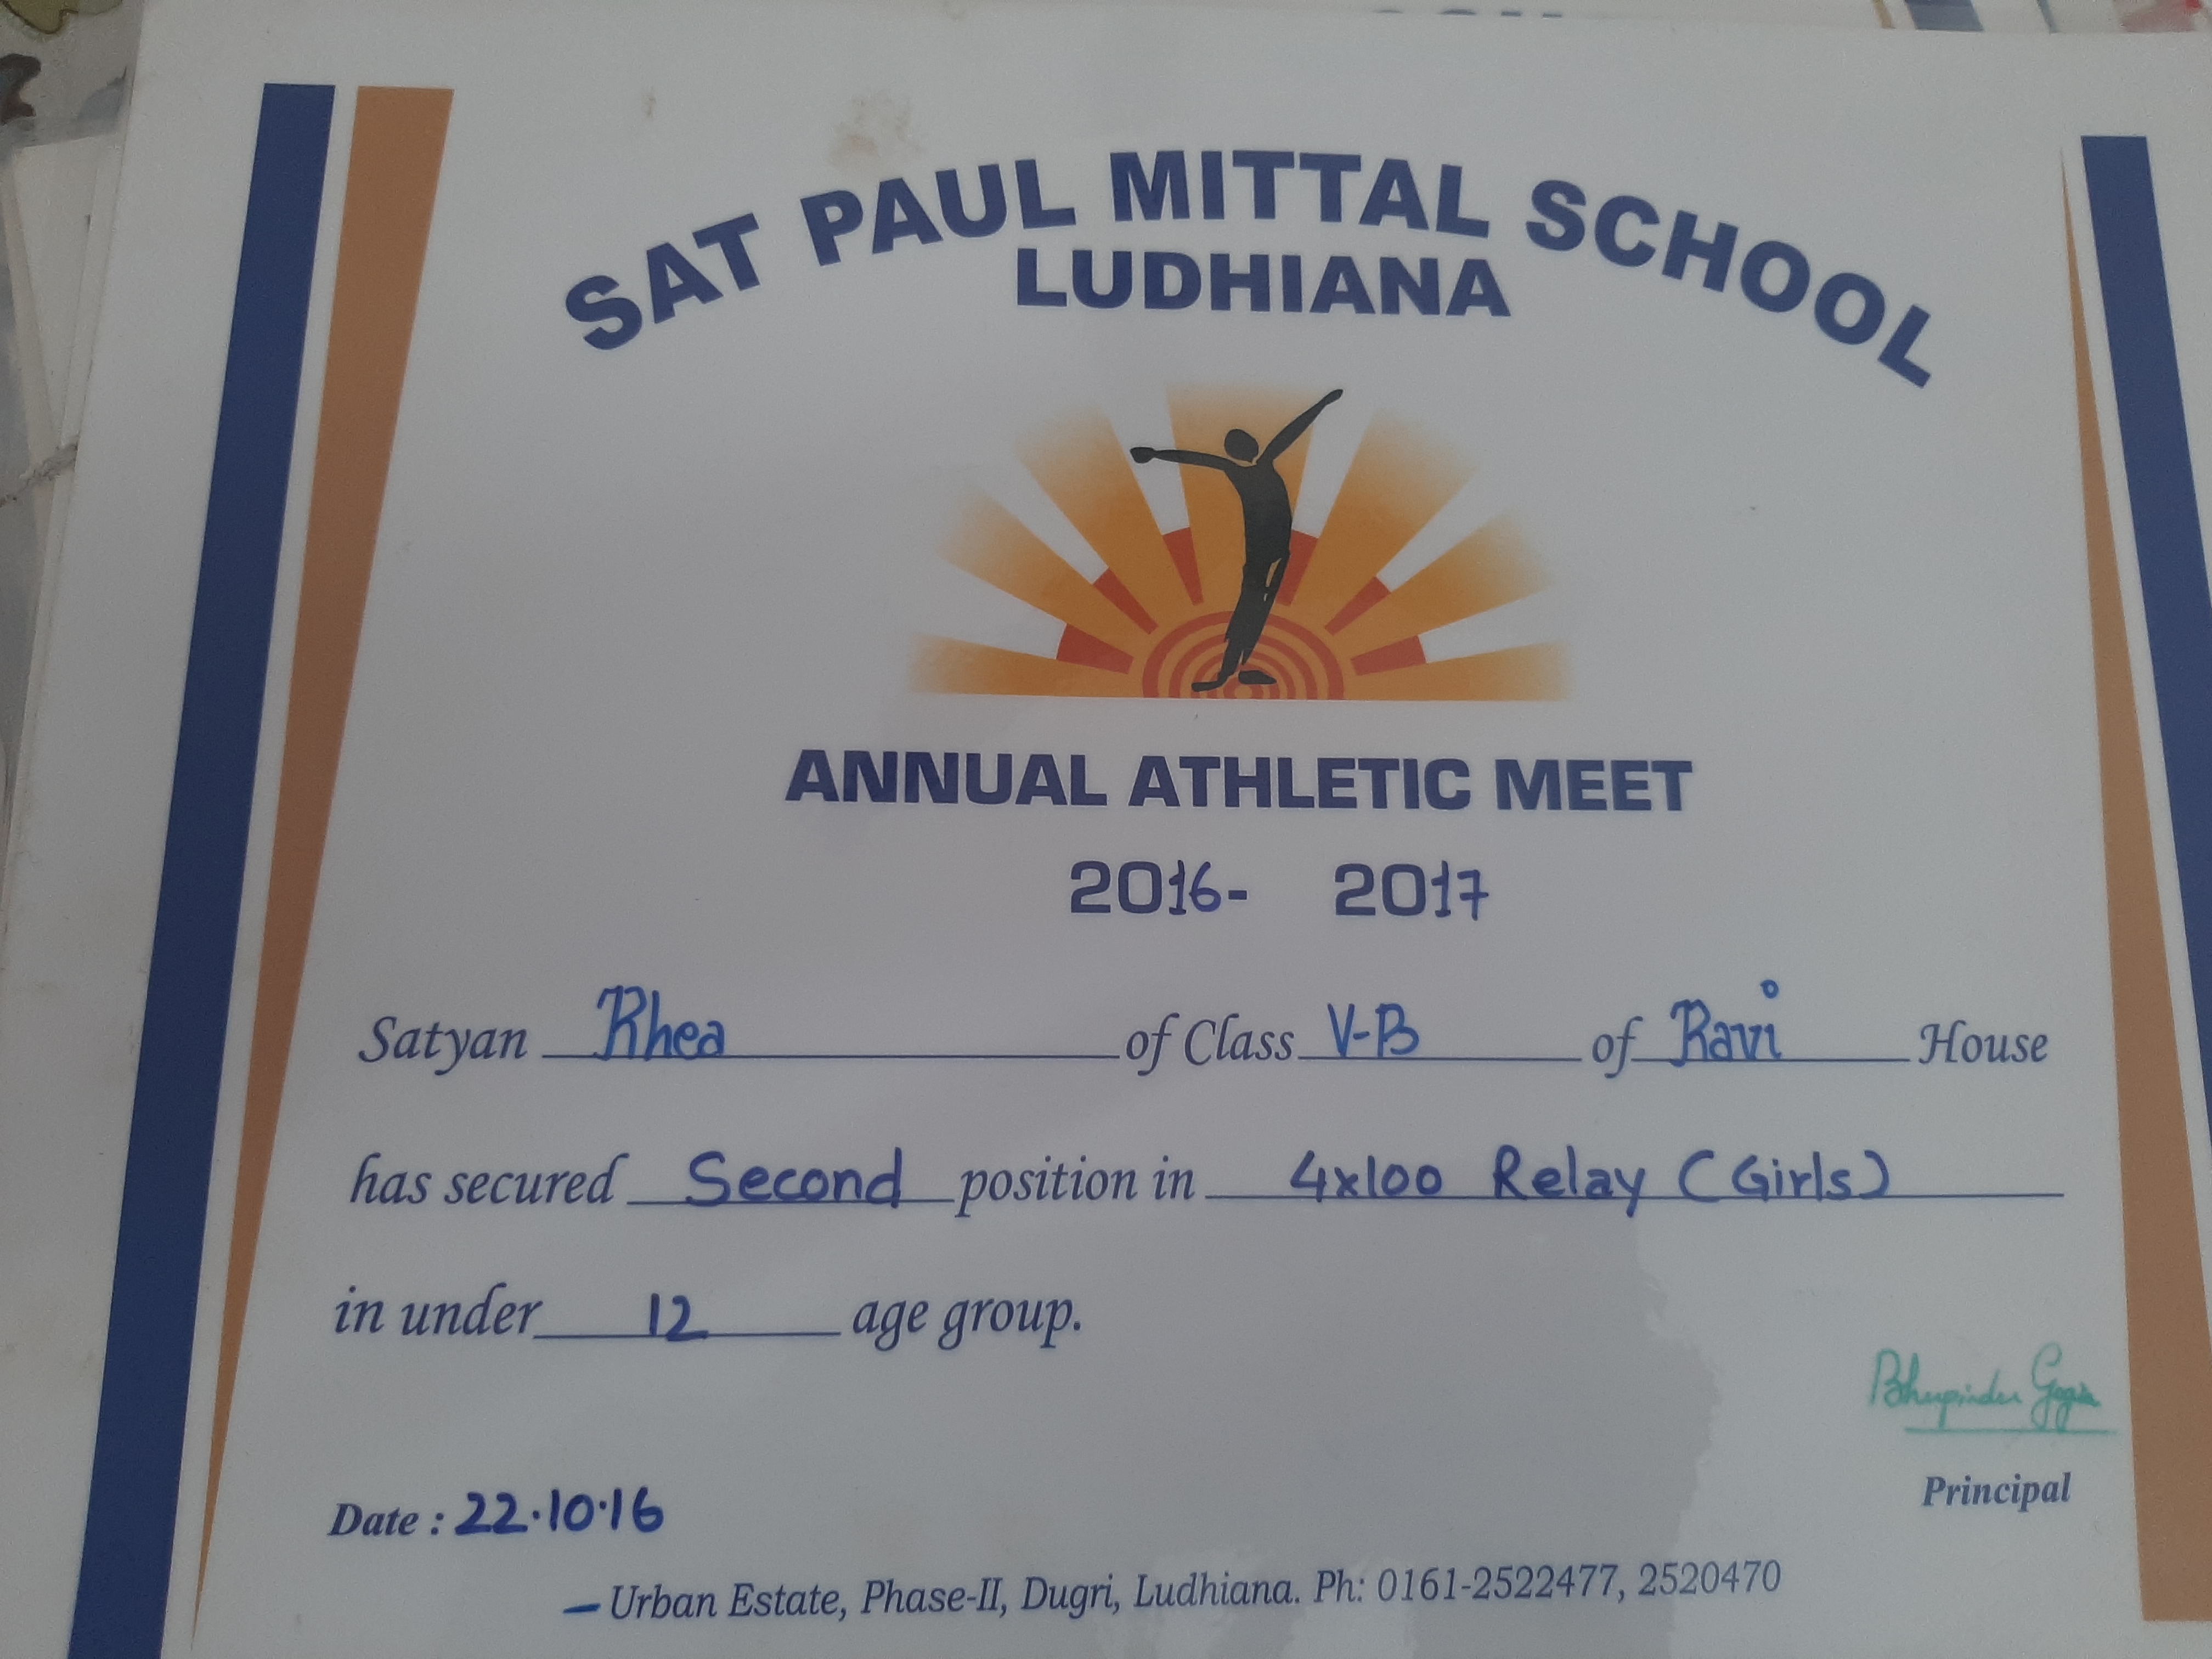 SAT PAUL MITTAL SCHOOL
LUDHIANA
ANNUAL ATHLETIC MEET
2016- 2017
Satyan Rhea of Class V-B of Ravi House
has secured Second position in 4x100 Relay (Girls)
in under 12 age group.
Bhupinder Gogia
Principal
Date : 22.10.16
Urban Estate, Phase-II, Dugri, Ludhiana. Ph: 0161-2522477, 2520470